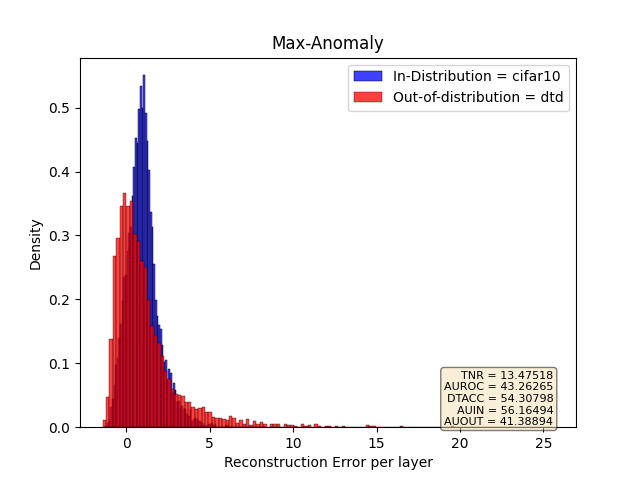 Max-Anomaly
In-Distribution = cifar10
Out-of-distribution = dtd
Density
0.5
0.4
0.3
0.2
0.1
0.0
TNR = 13.47518
AUROC = 43.26265
DTACC = 54.30798
AUIN = 56.16494
AUOUT = 41.38894
0 5 10 15 20 25
Reconstruction Error per layer